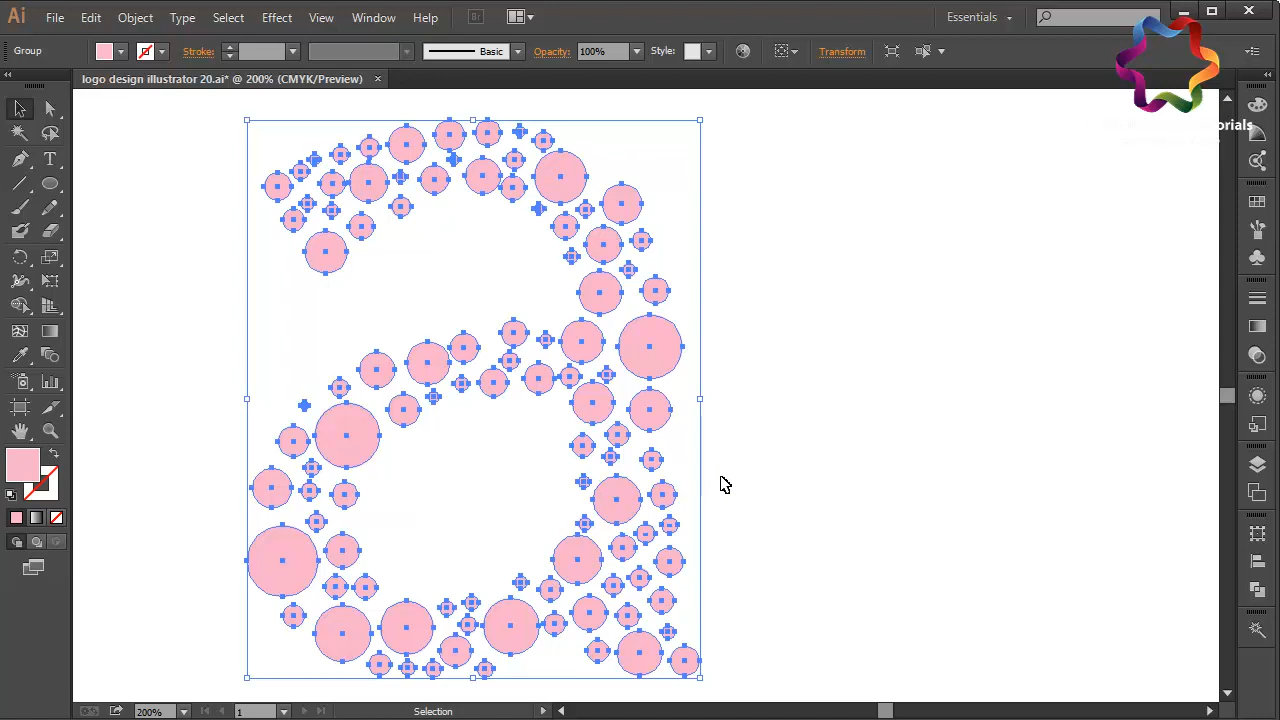 Ai File Edit Object Type Select Effect View Window Help Br Essentials
Group Stroke: Basic Opacity: 100% Style: Transform
logo design illustrator 20.ai* @ 200% (CMYK/Preview) ×
T
200% 1 Selection